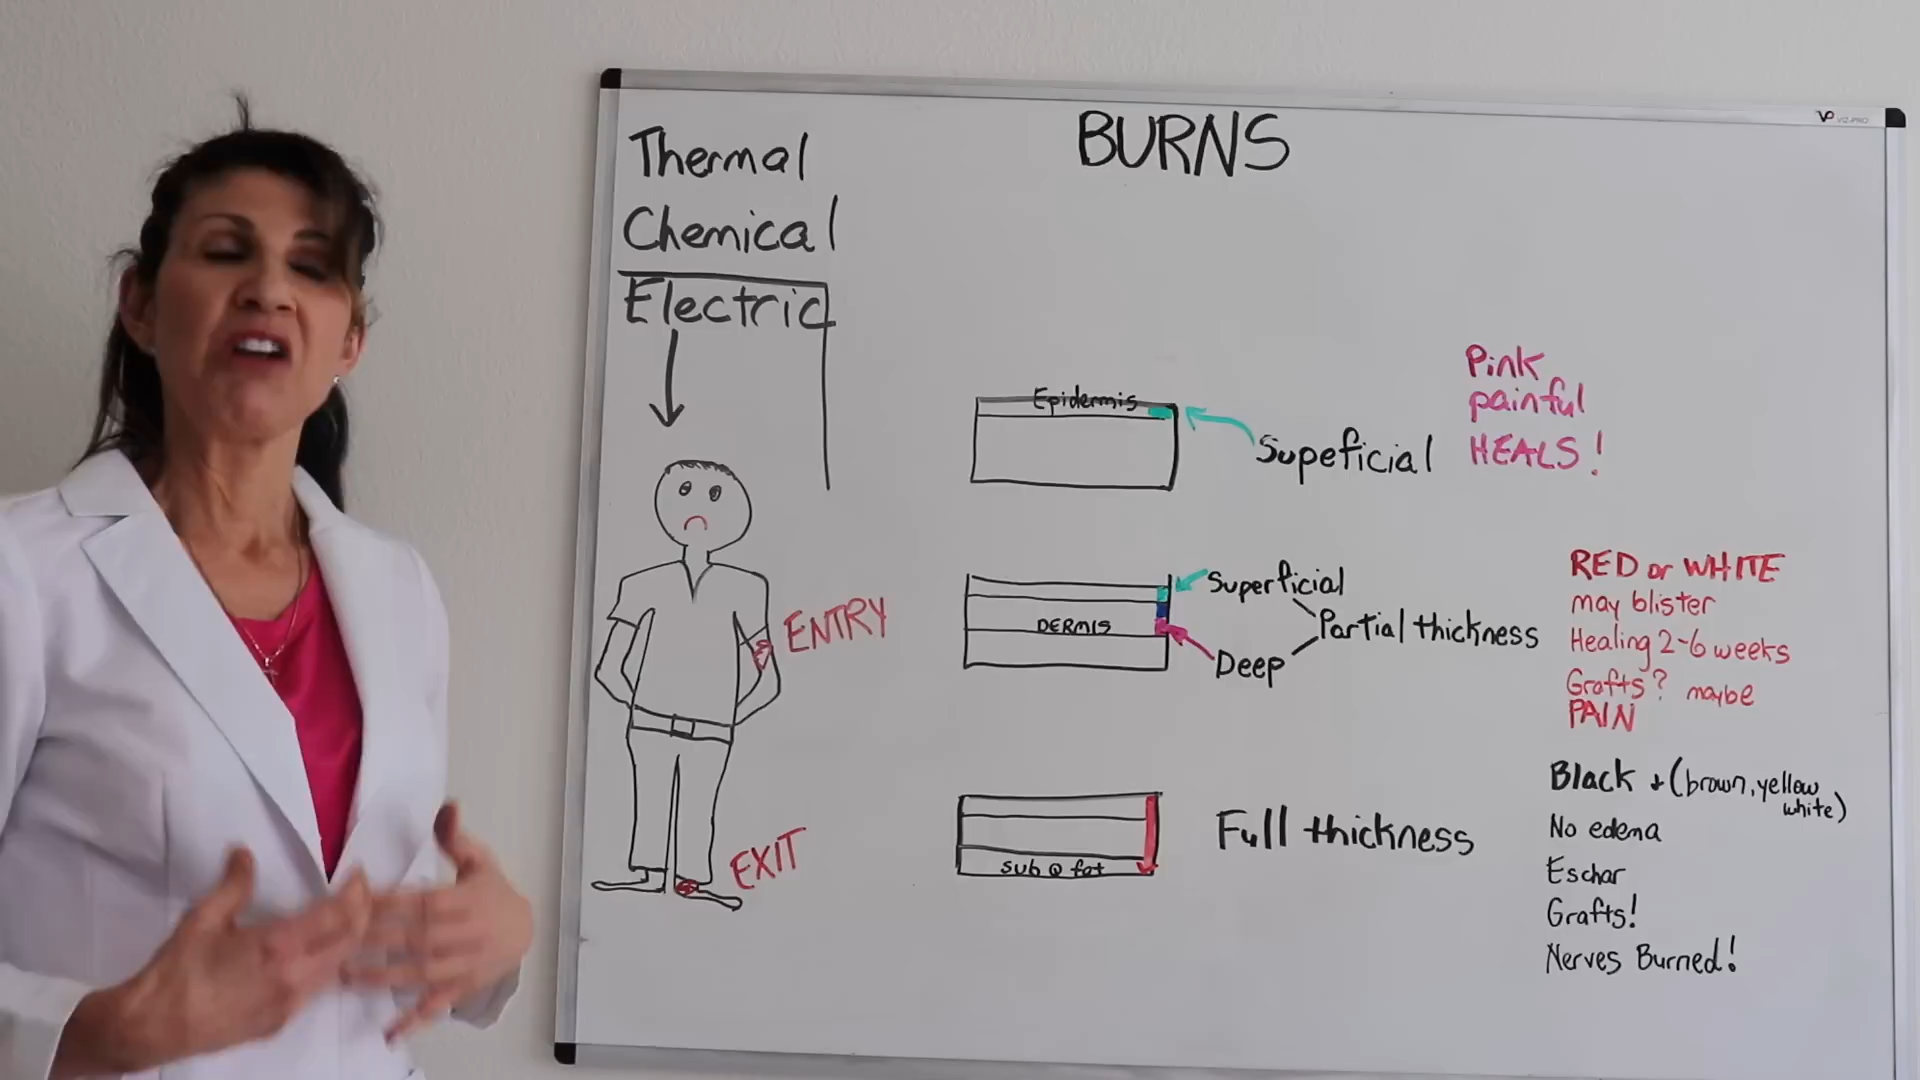 BURNS
Thermal
Chemical
Electric
ENTRY
EXIT
Epidermis
Supeficial
Pink
painful
HEALS!
DERMIS
Superficial
Partial thickness
Deep
RED or WHITE
may blister
Healing 2-6 weeks
Grafts? maybe
PAIN
sub Q fat
Full thickness
Black + (brown, yellow
white)
No edema
Eschar
Grafts!
Nerves Burned!
VIZ-PRO